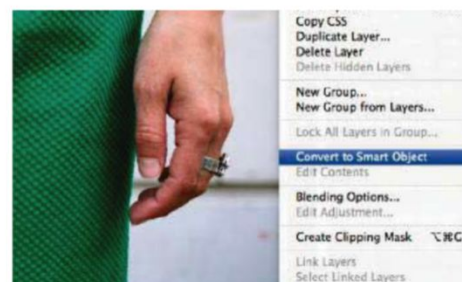 Copy CSS
Duplicate Layer...
Delete Layer
Delete Hidden Layers
New Group...
New Group from Layers...
Lock All Layers in Group...
Convert to Smart Object
Edit Contents
Blending Options...
Edit Adjustment...
Create Clipping Mask ⌥⌘G
Link Layers
Select Linked Layers